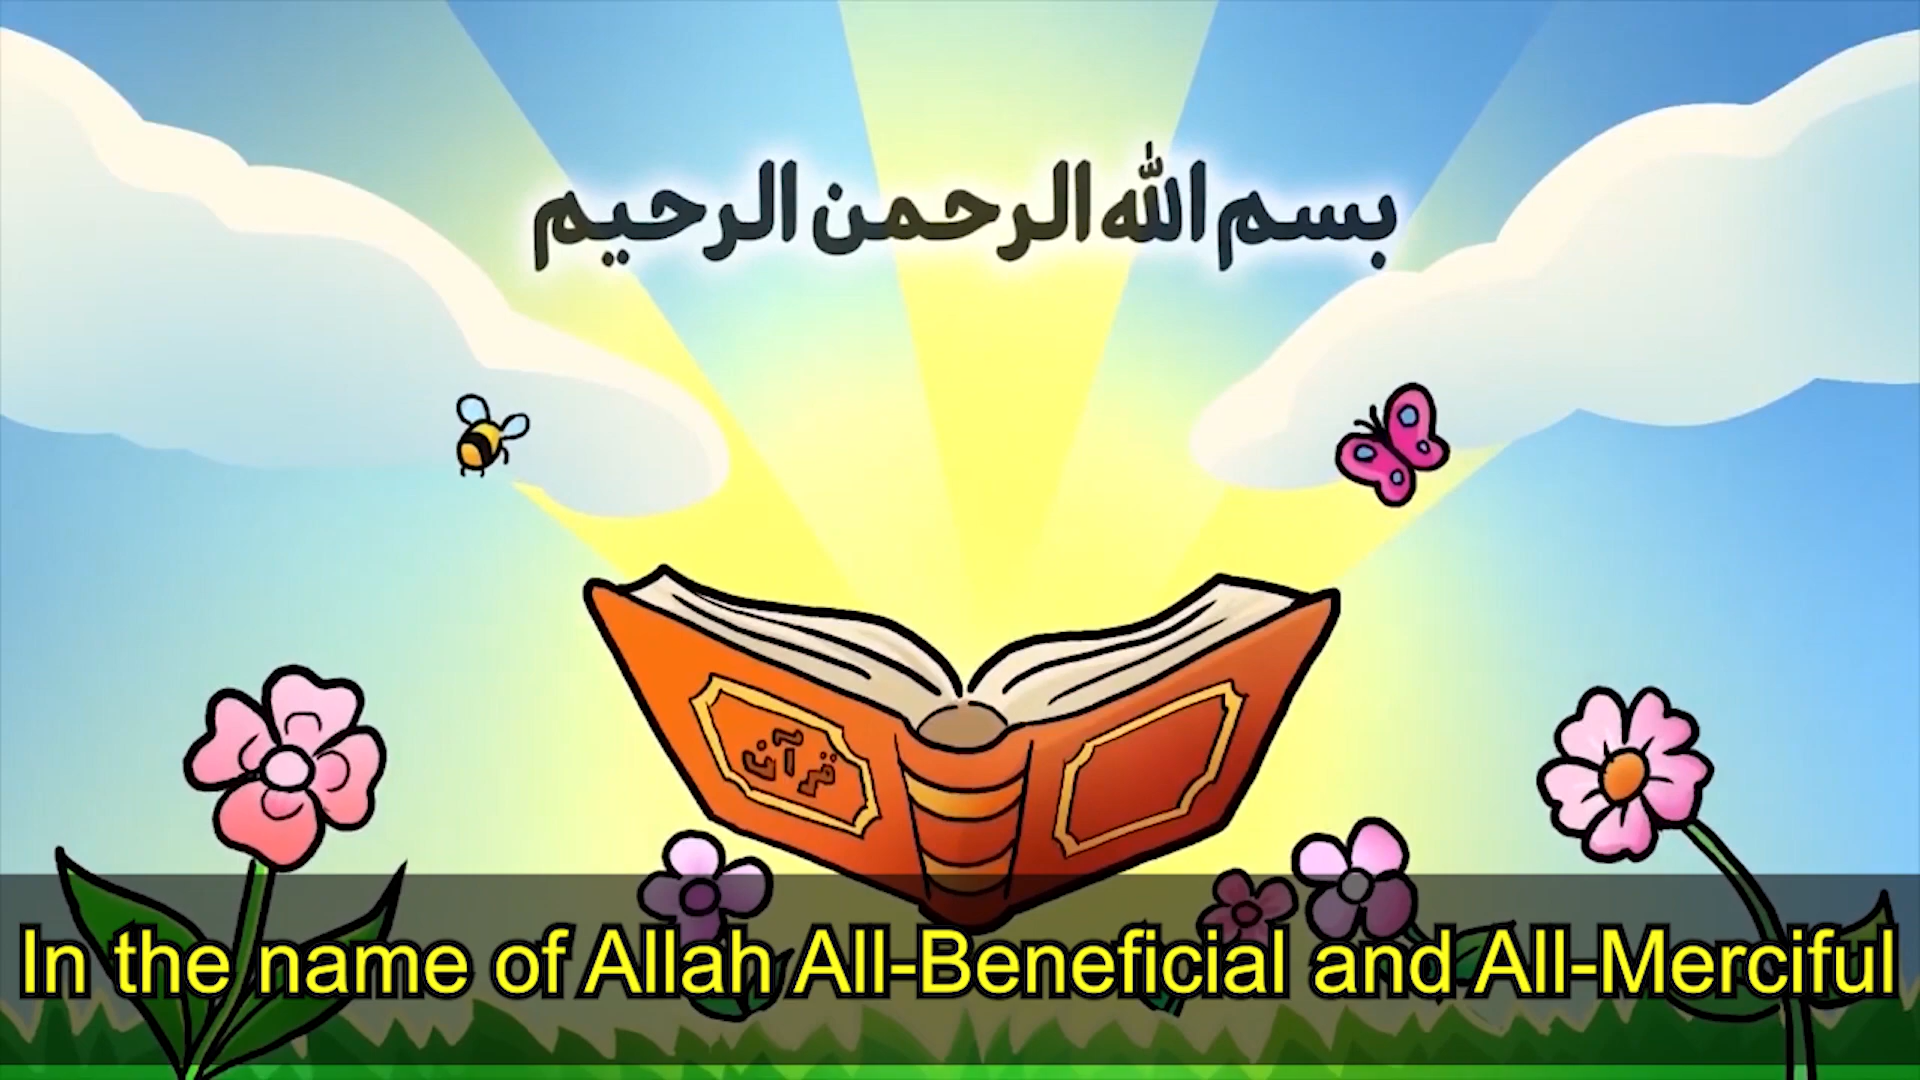 بسم الله الرحمن الرحيم
قرآن
In the name of Allah All-Beneficial and All-Merciful